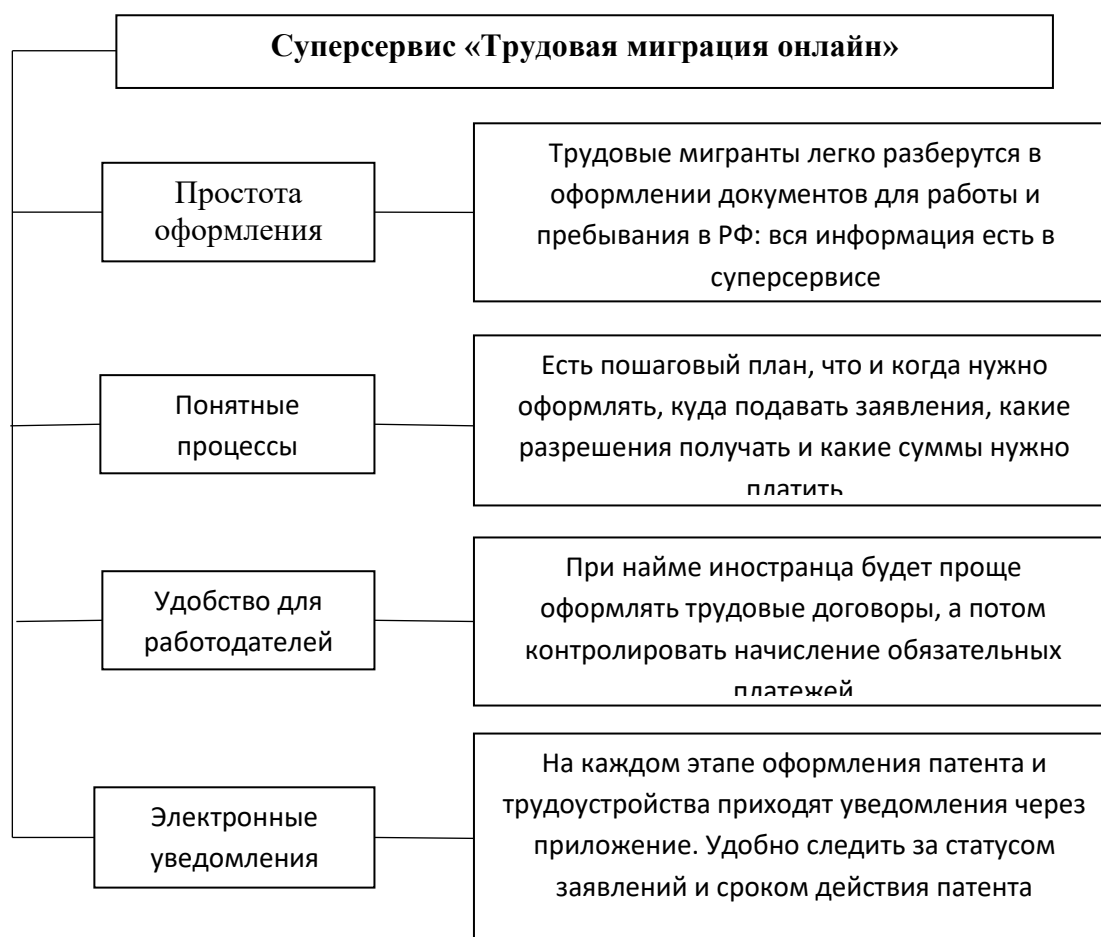 Суперсервис «Трудовая миграция онлайн»
Простота
оформления
Трудовые мигранты легко разберутся в
оформлении документов для работы и
пребывания в РФ: вся информация есть в
суперсервисе
Понятные
процессы
Есть пошаговый план, что и когда нужно
оформлять, куда подавать заявления, какие
разрешения получать и какие суммы нужно
платить
Удобство для
работодателей
При найме иностранца будет проще
оформлять трудовые договоры, а потом
контролировать начисление обязательных
платежей
Электронные
уведомления
На каждом этапе оформления патента и
трудоустройства приходят уведомления через
приложение. Удобно следить за статусом
заявлений и сроком действия патента